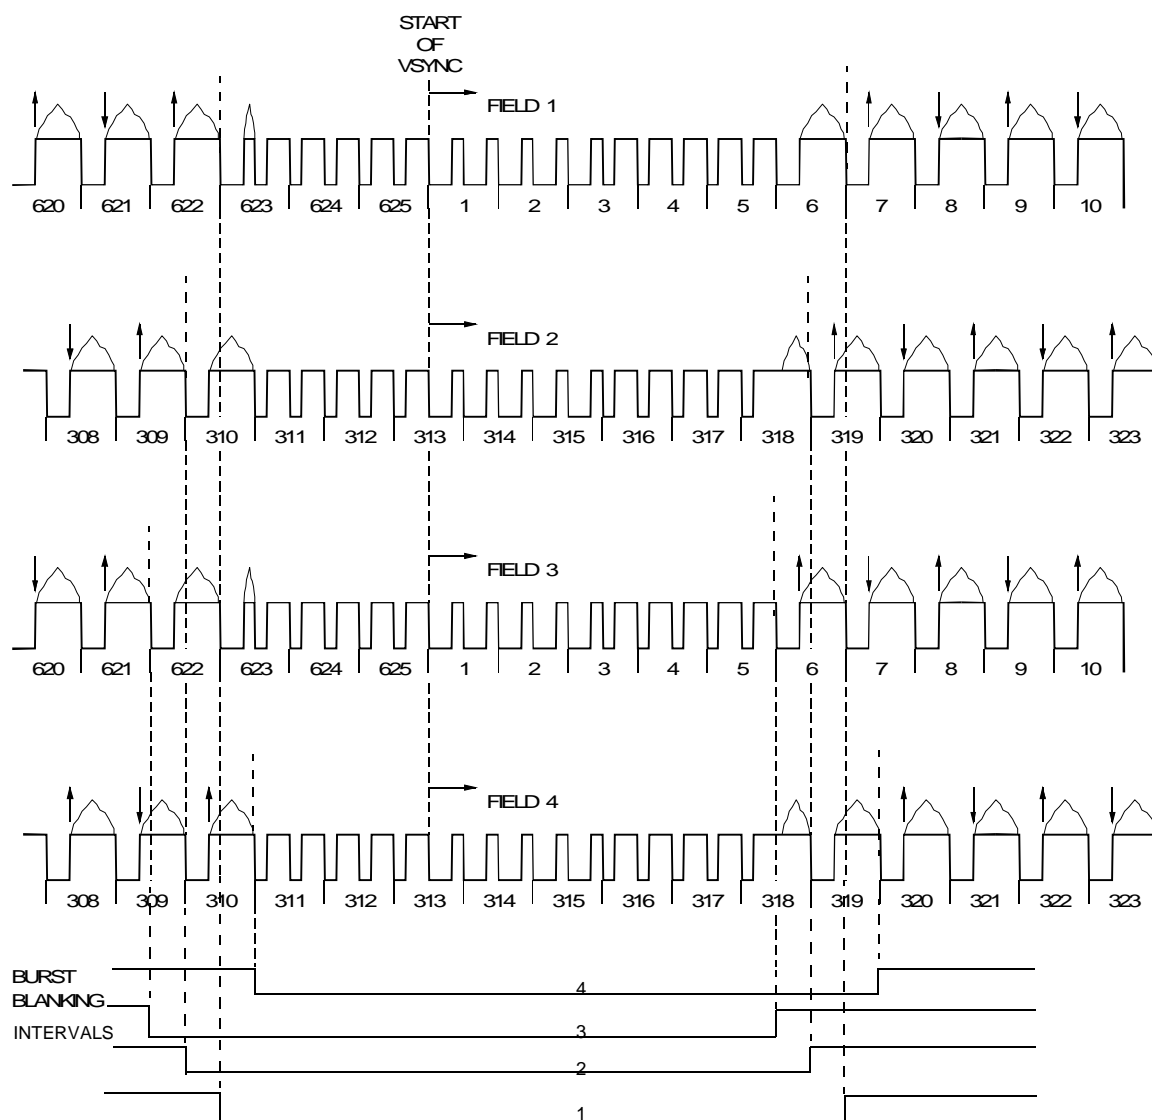 START
OF
VSYNC
FIELD 1
620 621 622 623 624 625 1 2 3 4 5 6 7 8 9 10
FIELD 2
308 309 310 311 312 313 314 315 316 317 318 319 320 321 322 323
FIELD 3
620 621 622 623 624 625 1 2 3 4 5 6 7 8 9 10
FIELD 4
308 309 310 311 312 313 314 315 316 317 318 319 320 321 322 323
BURST 4
BLANKING
INTERVALS 3
2
1